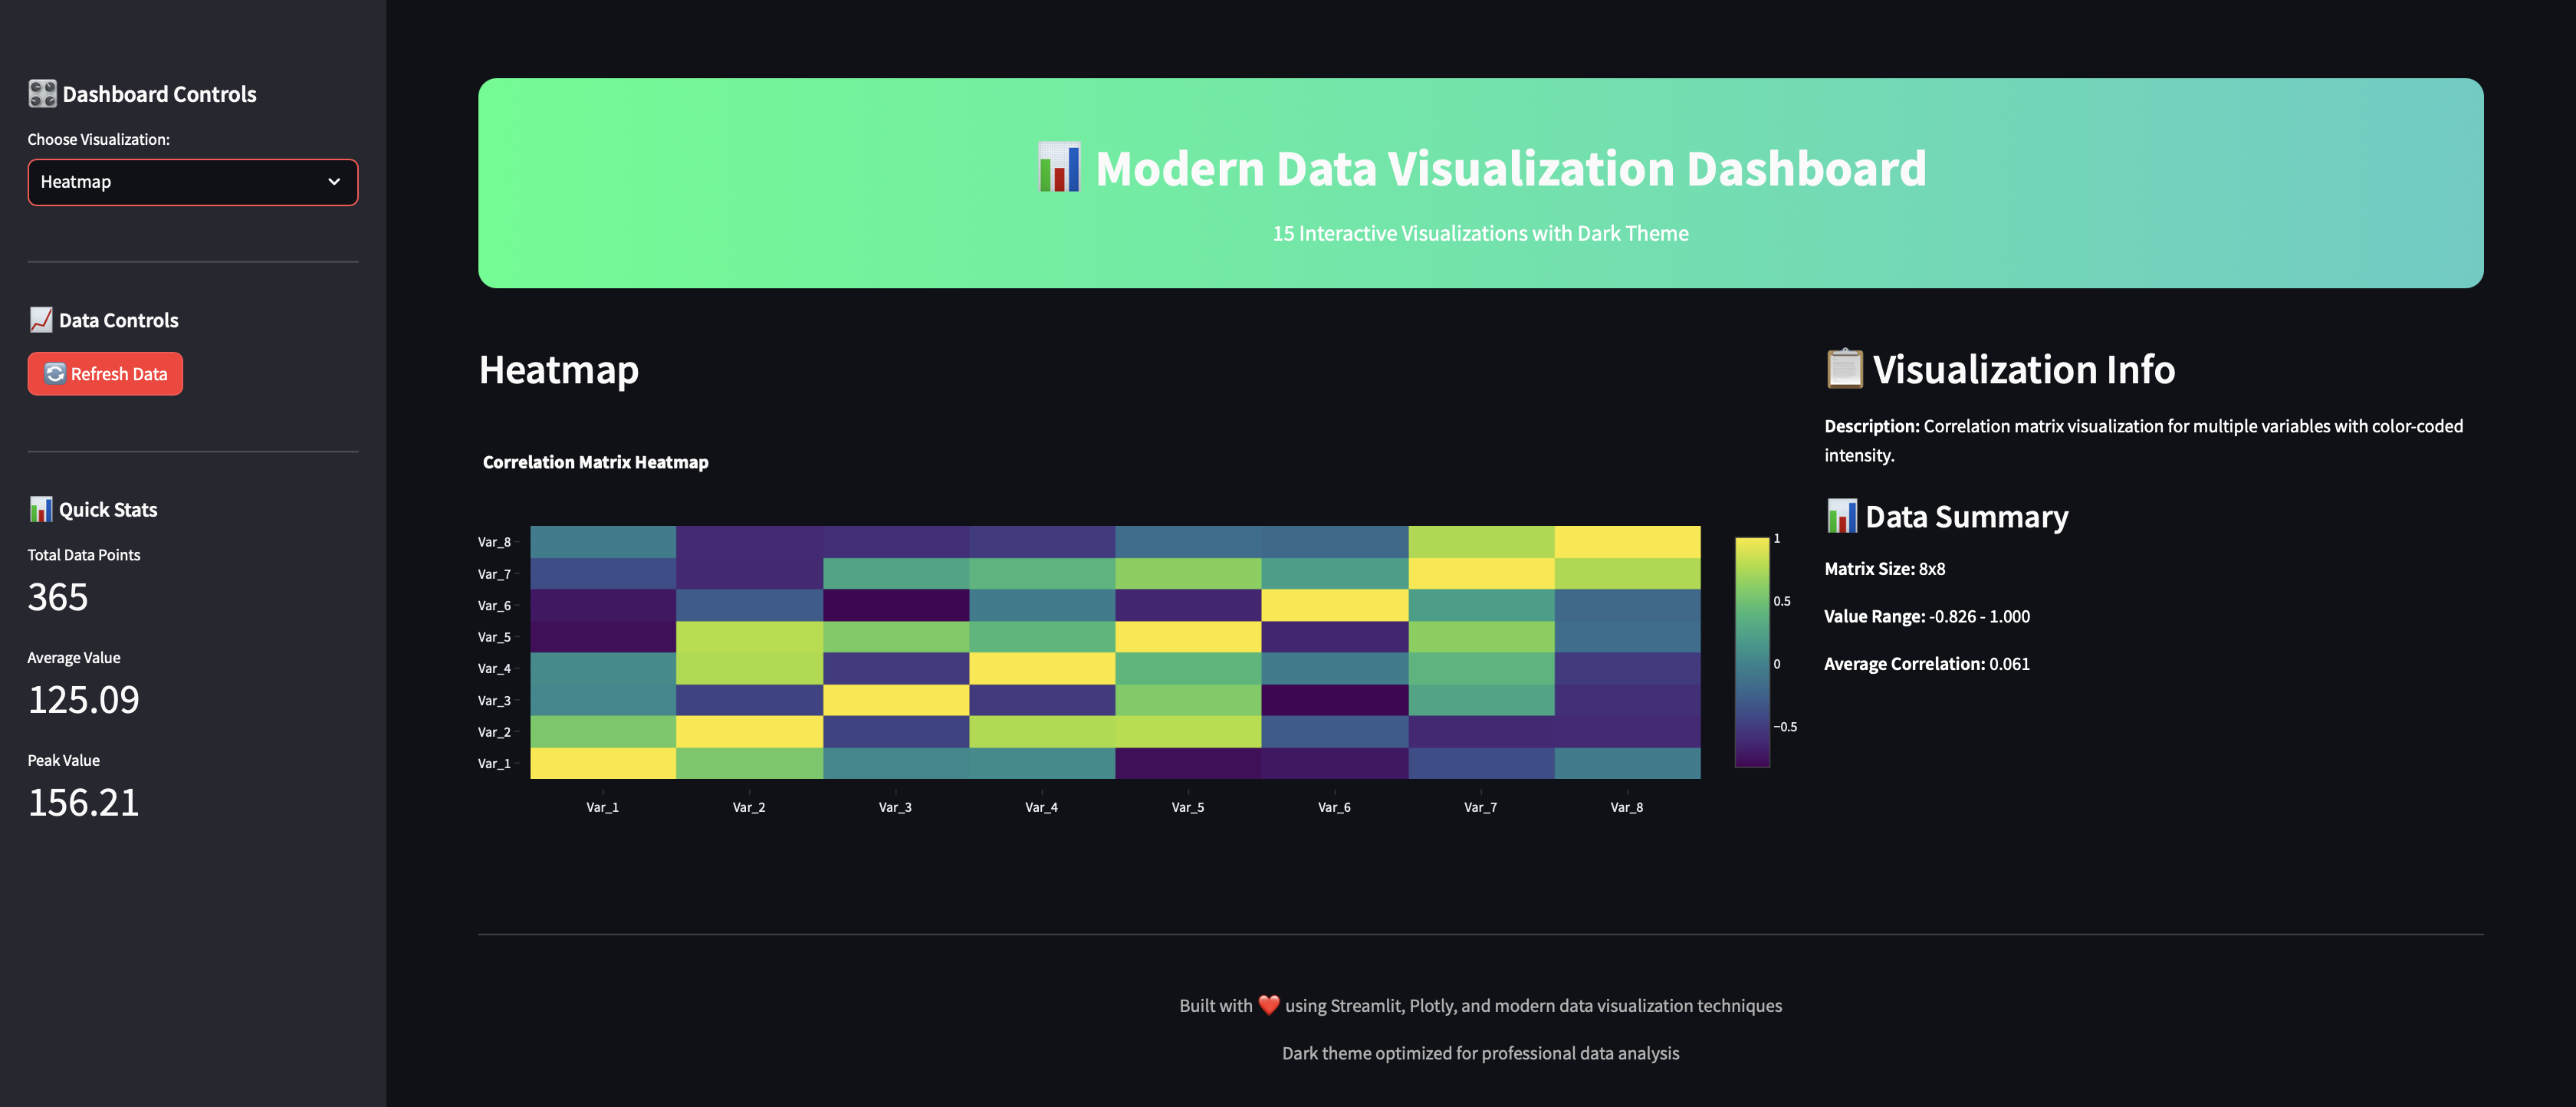 Dashboard Controls
Choose Visualization:
Heatmap
Data Controls
Refresh Data
Quick Stats
Total Data Points
365
Average Value
125.09
Peak Value
156.21
Modern Data Visualization Dashboard
15 Interactive Visualizations with Dark Theme
Heatmap
Correlation Matrix Heatmap
Var_8
Var_7
Var_6
Var_5
Var_4
Var_3
Var_2
Var_1
Var_1 Var_2 Var_3 Var_4 Var_5 Var_6 Var_7 Var_8
1
0.5
0
−0.5
Visualization Info
Description: Correlation matrix visualization for multiple variables with color-coded
intensity.
Data Summary
Matrix Size: 8x8
Value Range: -0.826 - 1.000
Average Correlation: 0.061
Built with ❤️ using Streamlit, Plotly, and modern data visualization techniques
Dark theme optimized for professional data analysis